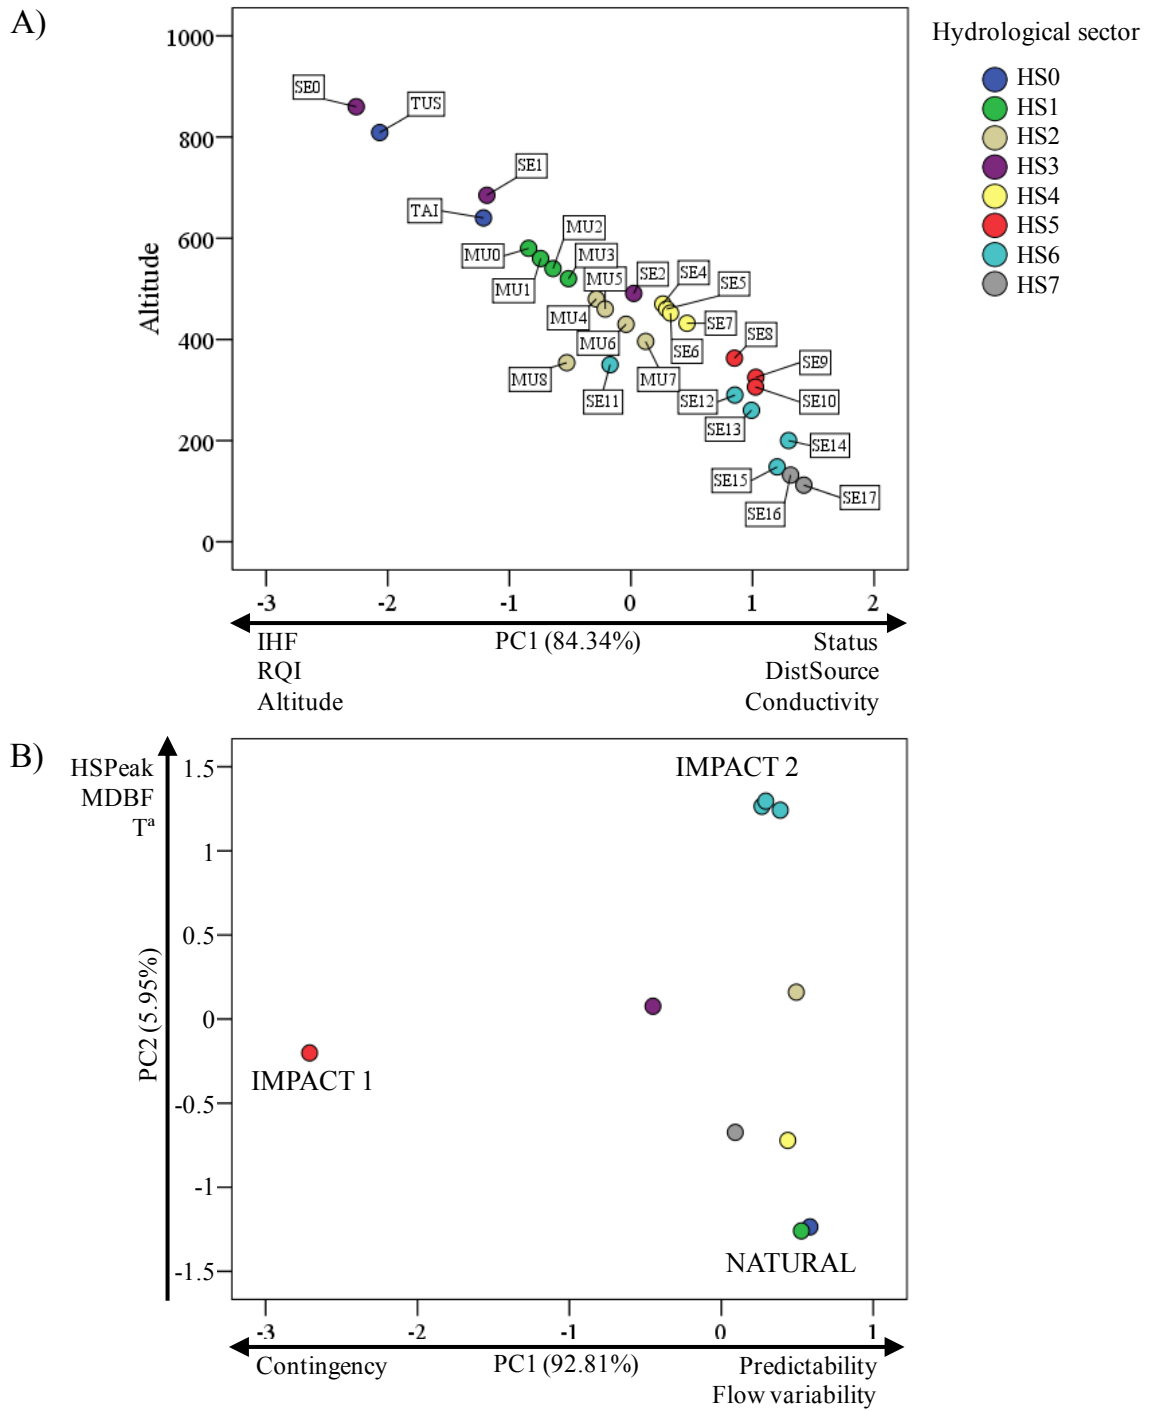 A)
Hydrological sector
HS0
HS1
HS2
HS3
HS4
HS5
HS6
HS7
Altitude
1000
800
600
400
200
0
SE0
TUS
SE1
TAI
MU2
MU0
MU3
MU1
MU5
SE2
SE4
SE5
MU4
SE7
MU6
SE6
SE8
MU8
MU7
SE9
SE11
SE12
SE10
SE13
SE14
SE15
SE17
SE16
-3
-2
-1
0
1
2
PC1 (84.34%)
IHF
RQI
Altitude
Status
DistSource
Conductivity
B)
HSPeak
MDBF
Tª
PC2 (5.95%)
1.5
1
0.5
0
-0.5
-1
-1.5
IMPACT 2
IMPACT 1
NATURAL
-3
-2
-1
0
1
PC1 (92.81%)
Contingency
Predictability
Flow variability